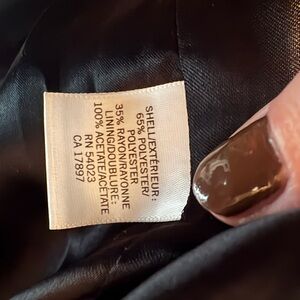 SHELL/EXTÉRIEUR:
65% POLYESTER/
POLYESTER
35% RAYON/RAYONNE
LINING/DOUBLURE:
100% ACETATE/ACÉTATE
RN 54023
CA 17897